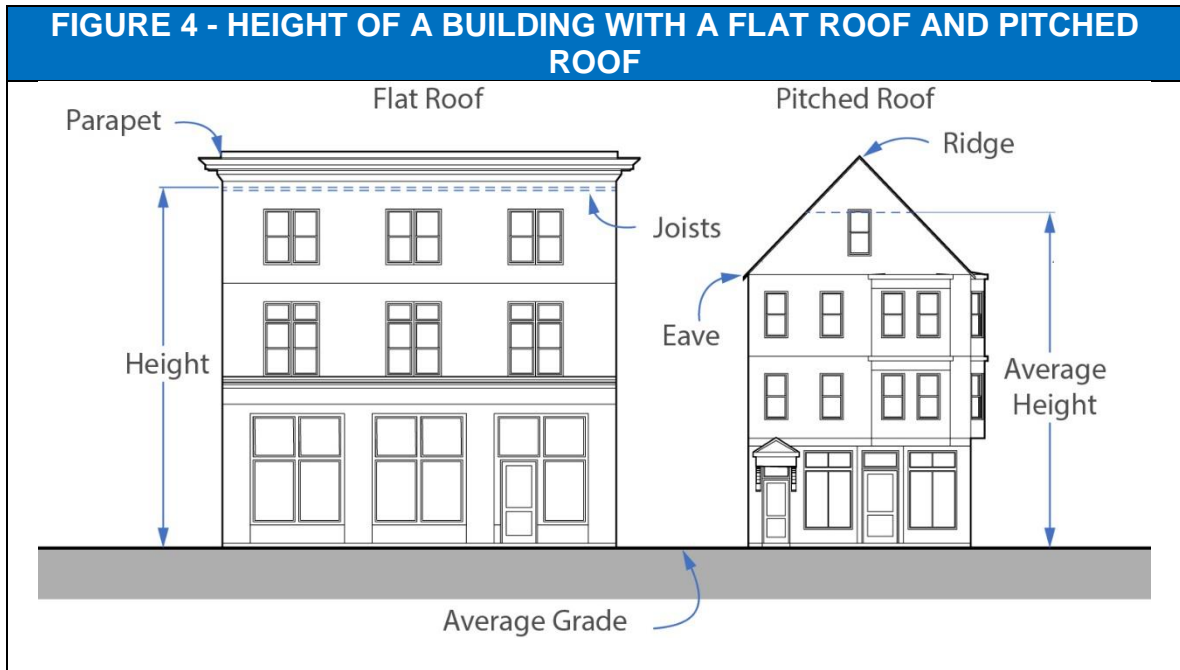 FIGURE 4 - HEIGHT OF A BUILDING WITH A FLAT ROOF AND PITCHED
ROOF
Flat Roof
Pitched Roof
Parapet
Ridge
Joists
Eave
Height
Average
Height
Average Grade